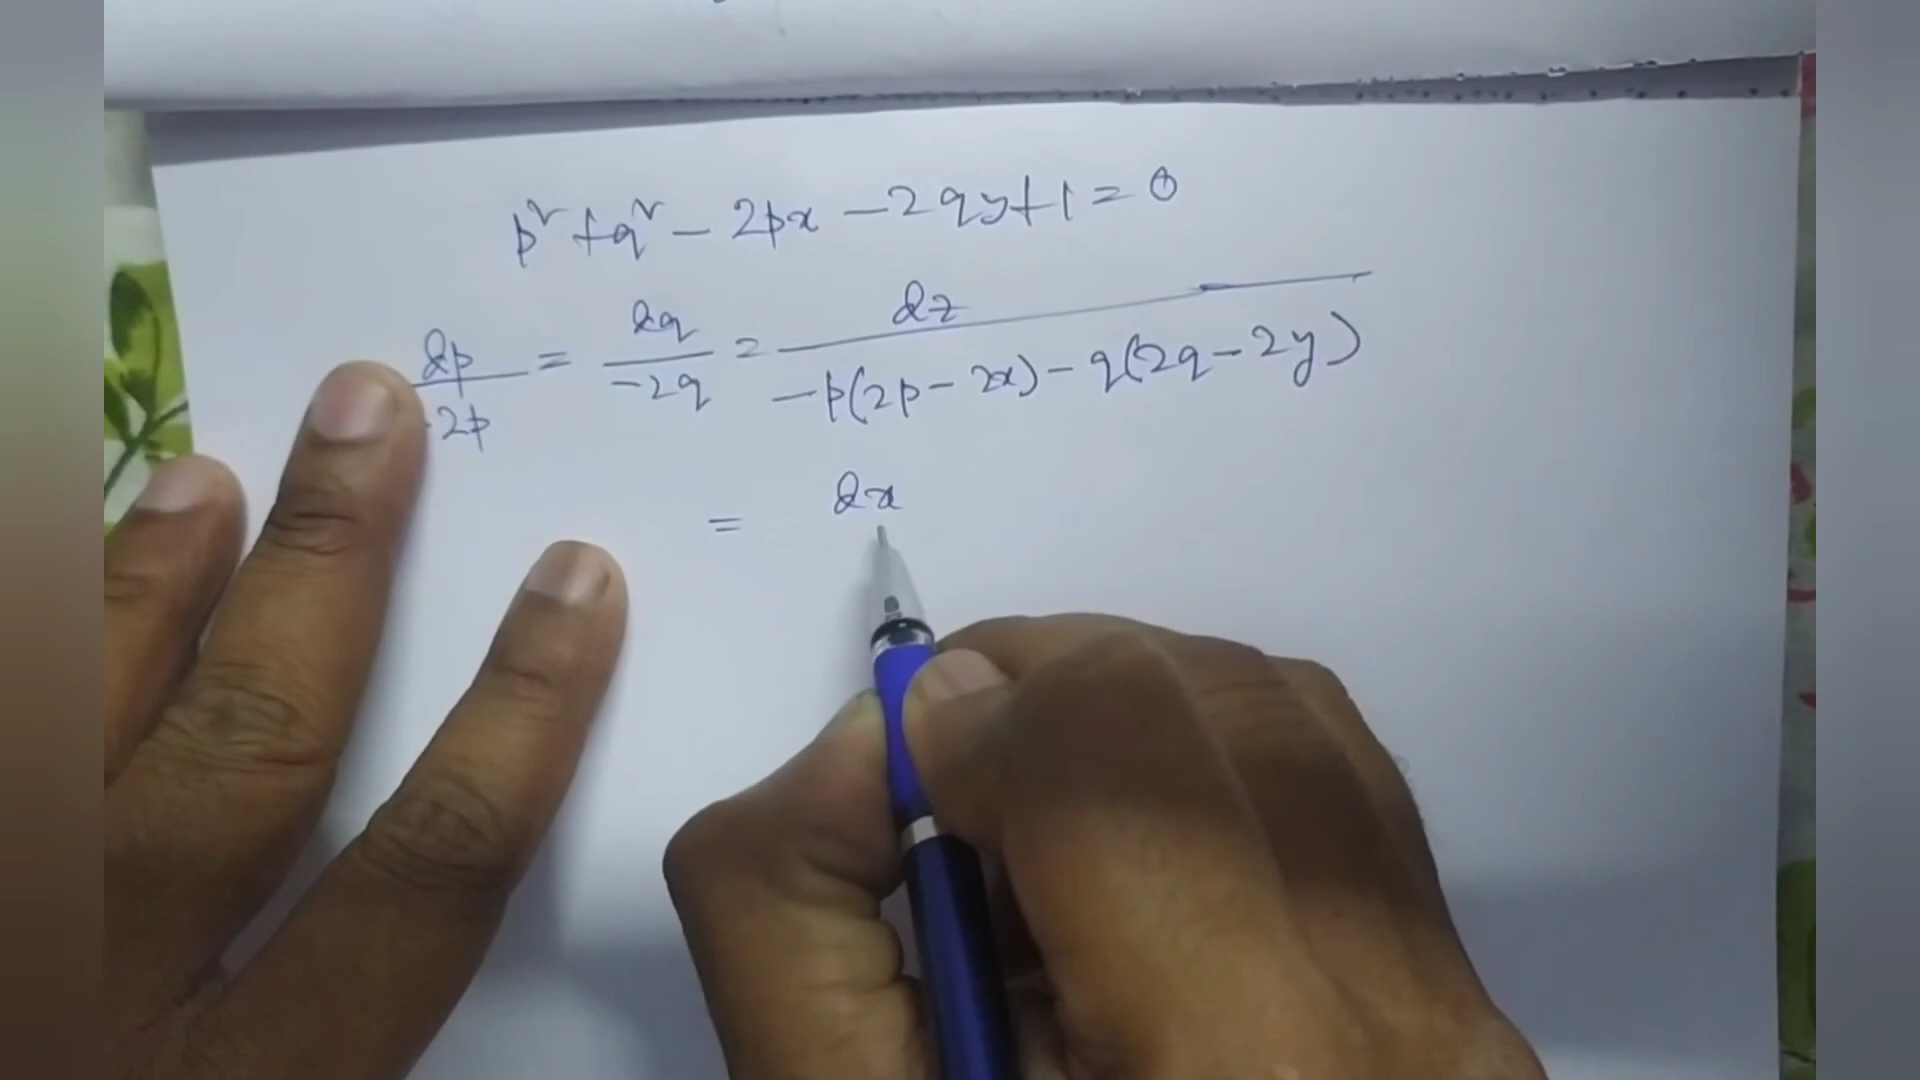 p² + q² - 2px - 2qy + 1 = 0
dp/-2p = dq/-2q = dz/-p(2p - 2x) - q(2q - 2y)
= dx